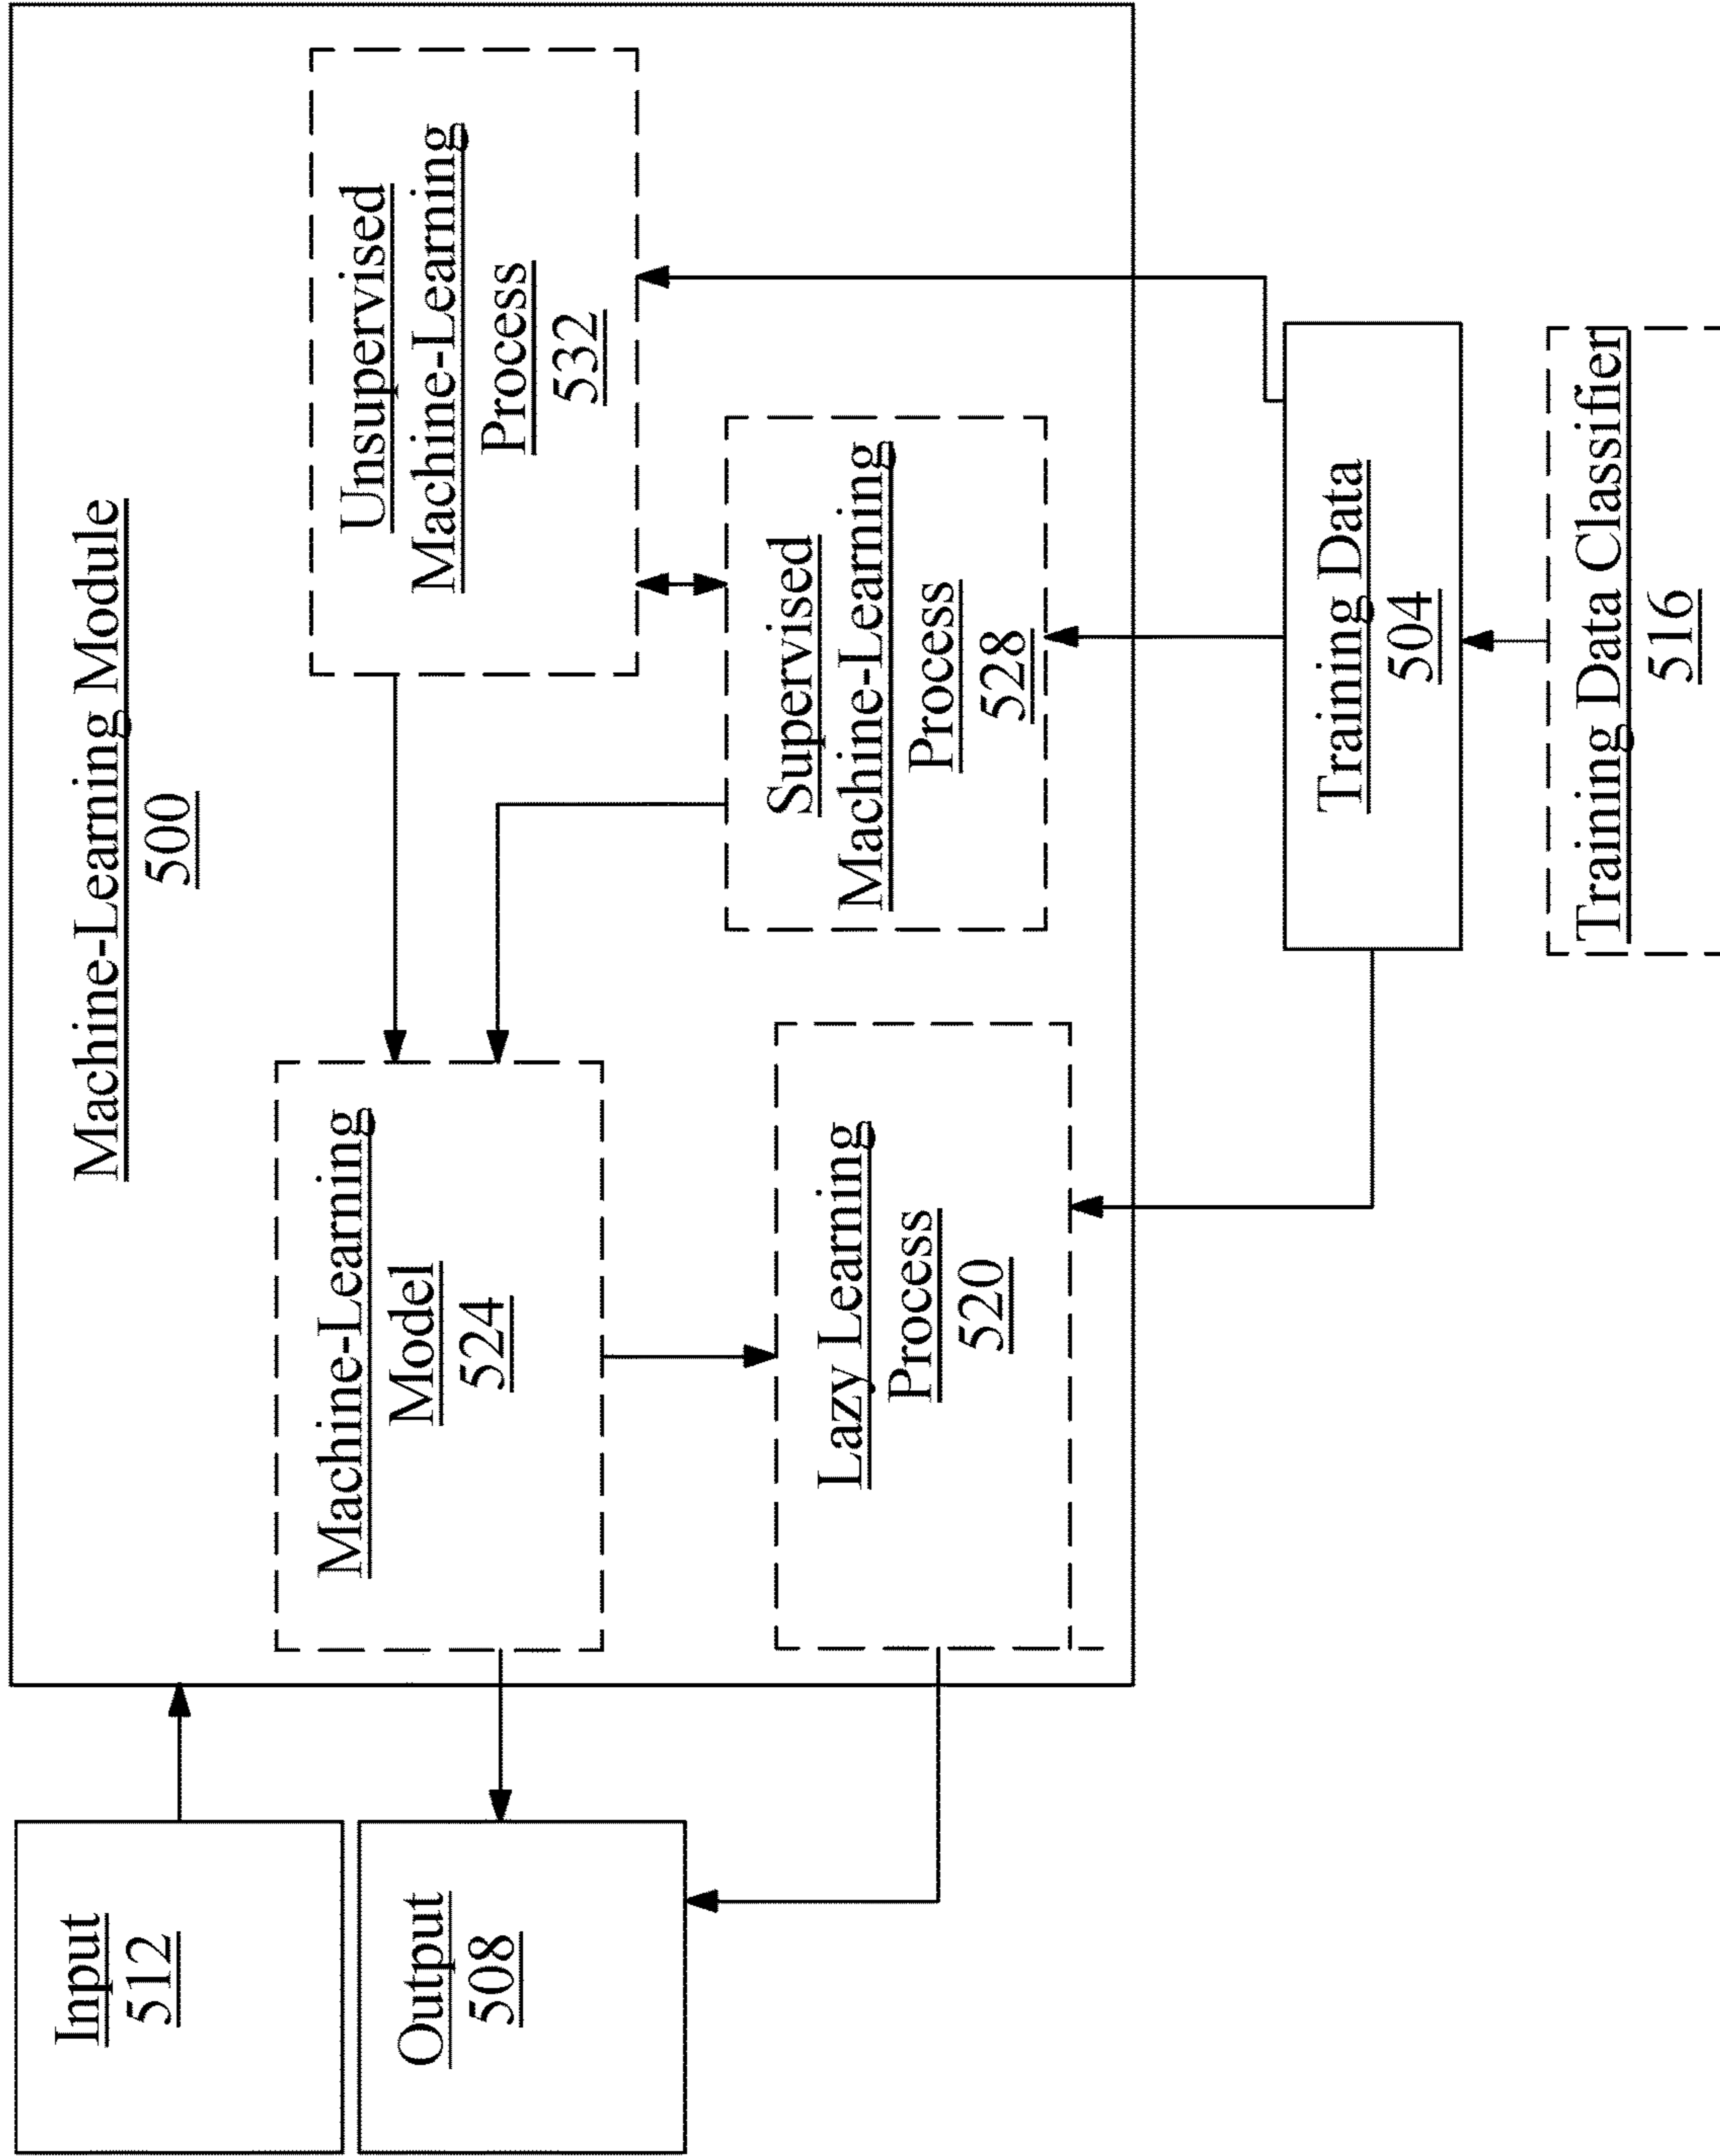 Machine-Learning Module
500
Input
512
Output
508
Machine-Learning
Model
524
Unsupervised
Machine-Learning
Process
532
Lazy Learning
Process
520
Supervised
Machine-Learning
Process
528
Training Data
504
Training Data Classifier
516